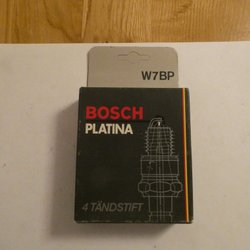 W7BP
BOSCH
PLATINA
4 TÄNDSTIFT